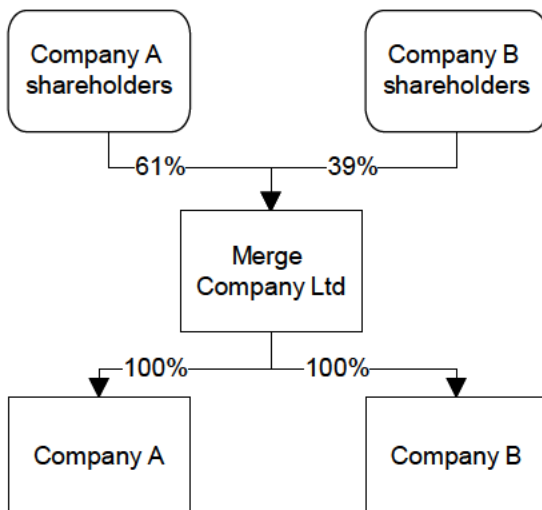 Company A
shareholders
Company B
shareholders
61%
39%
Merge
Company Ltd
100%
100%
Company A
Company B